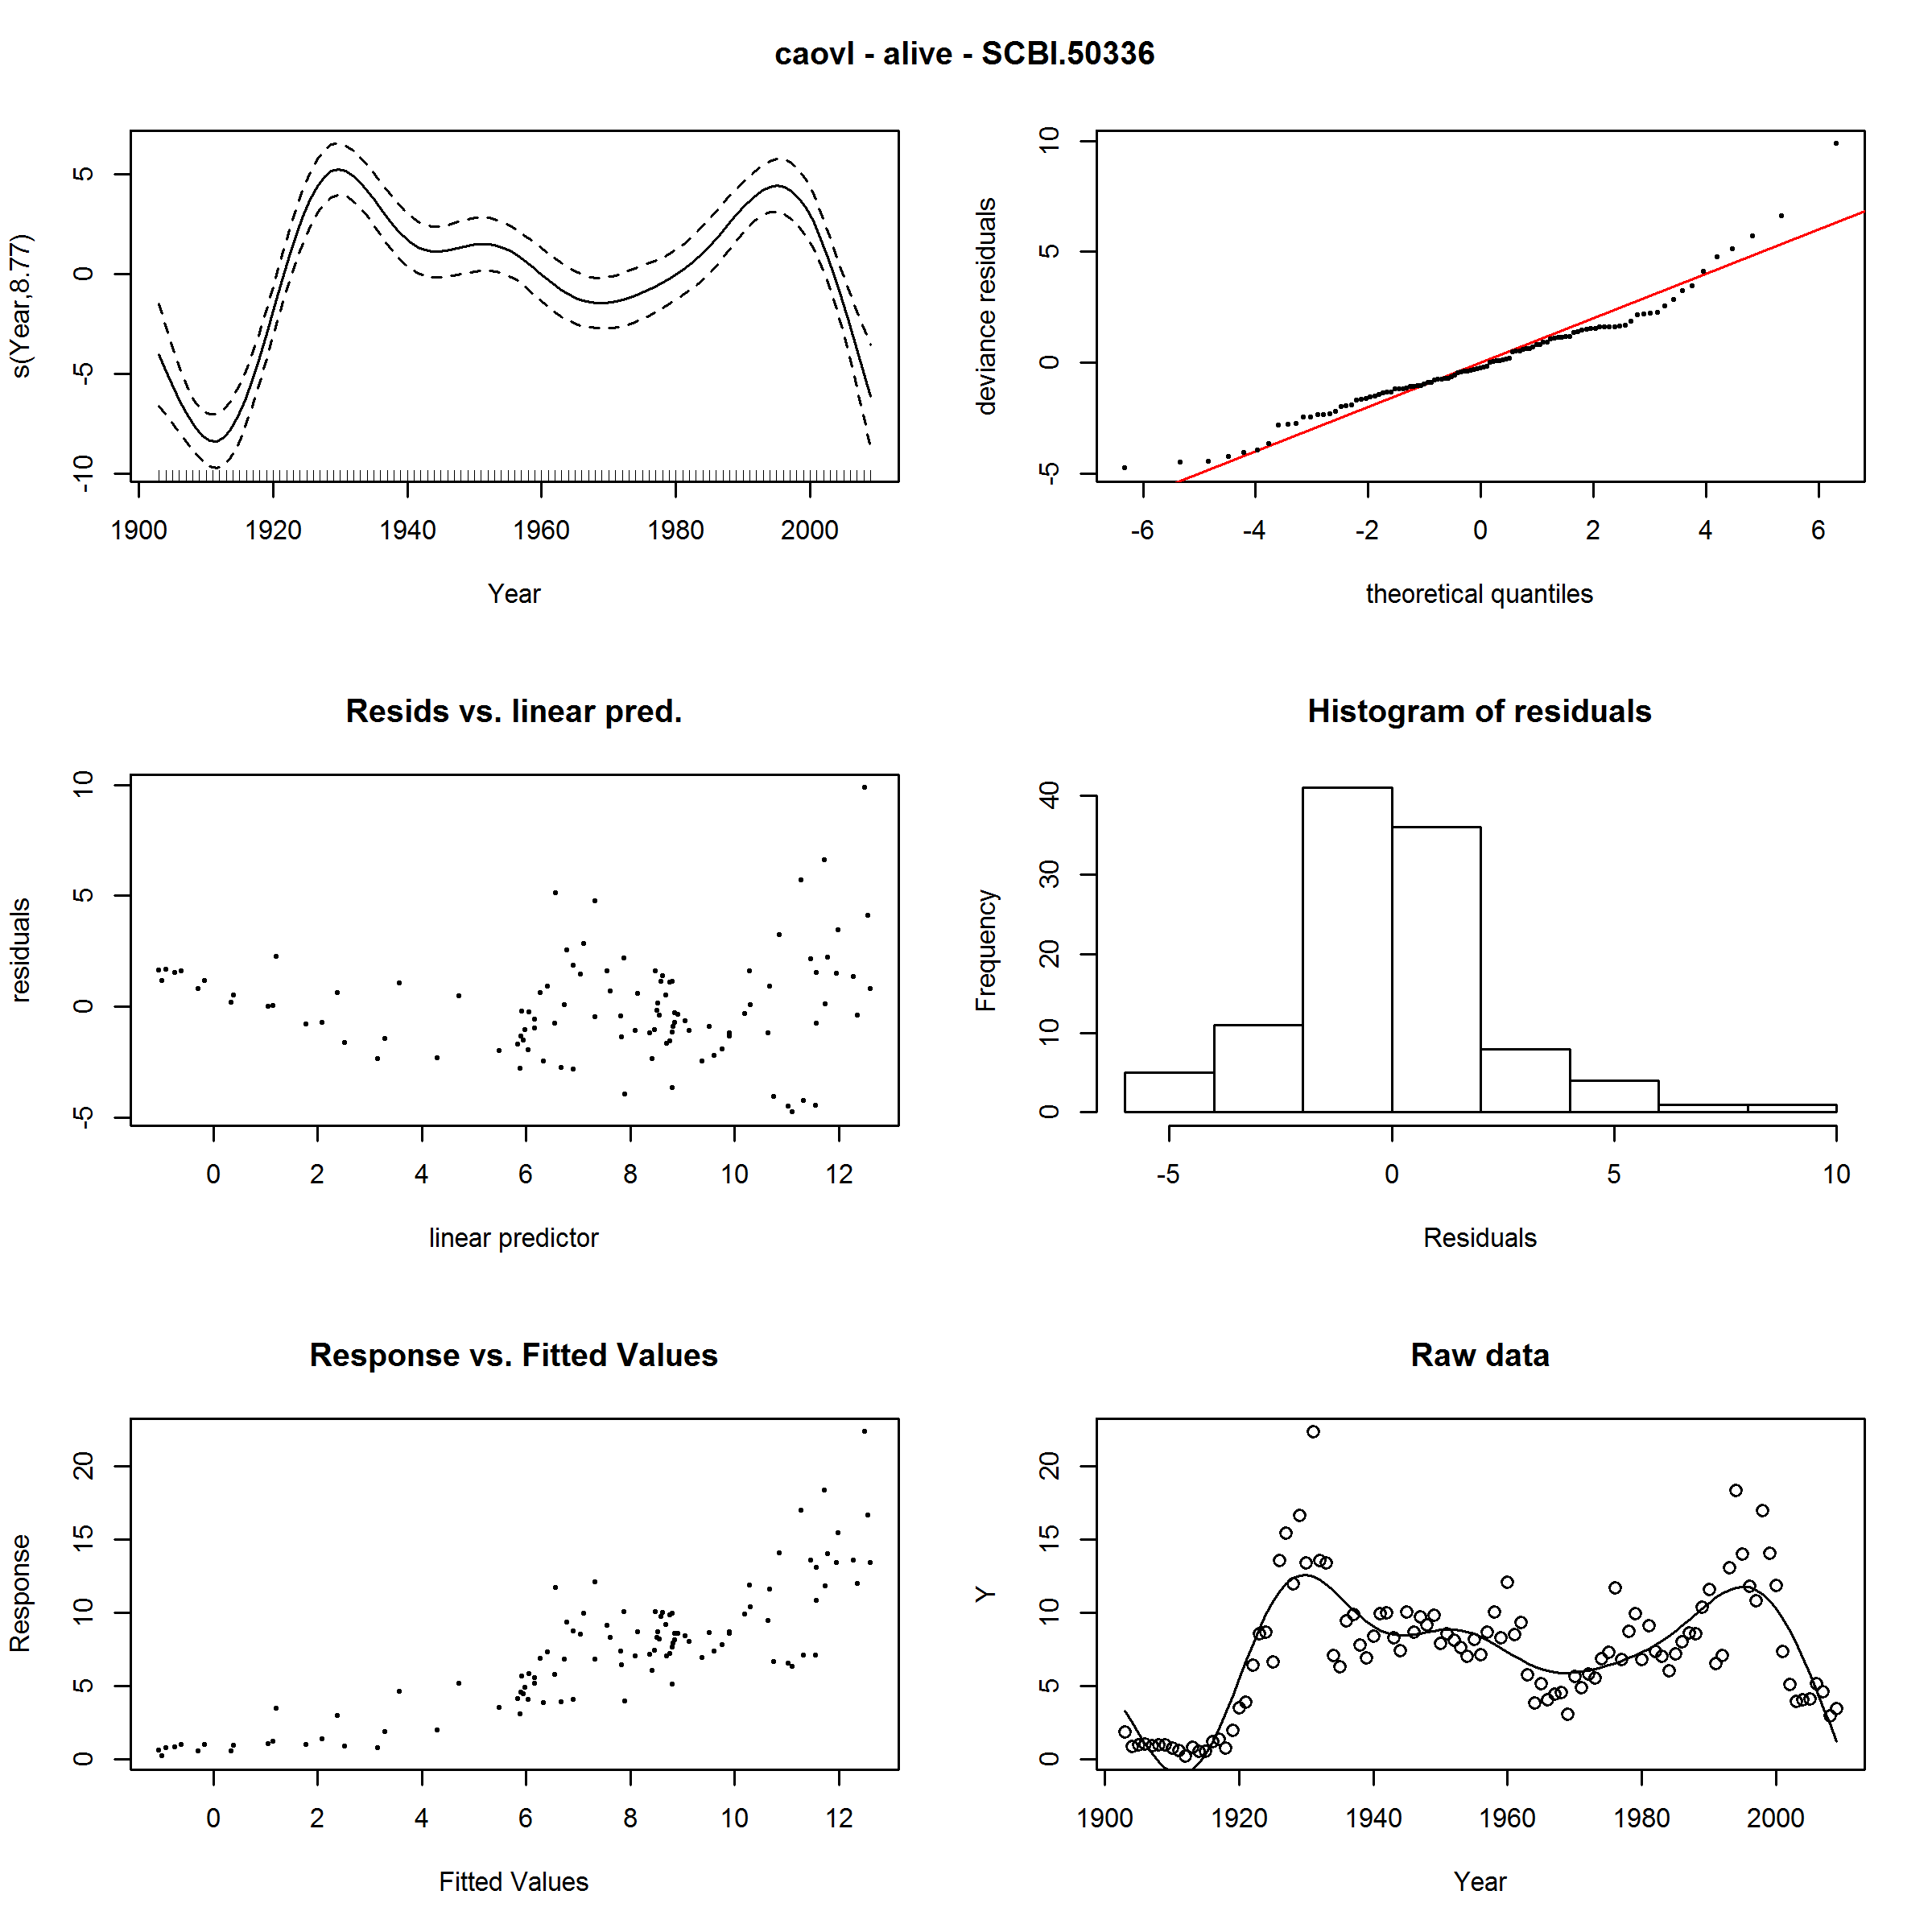 caovl - alive - SCBI.50336
s(Year,8.77)
-10 -5 0 5
1900 1920 1940 1960 1980 2000
Year
deviance residuals
-5 0 5 10
-6 -4 -2 0 2 4 6
theoretical quantiles
Resids vs. linear pred.
residuals
-5 0 5 10
0 2 4 6 8 10 12
linear predictor
Histogram of residuals
Frequency
0 10 20 30 40
-5 0 5 10
Residuals
Response vs. Fitted Values
Response
0 5 10 15 20
0 2 4 6 8 10 12
Fitted Values
Raw data
Y
0 5 10 15 20
1900 1920 1940 1960 1980 2000
Year